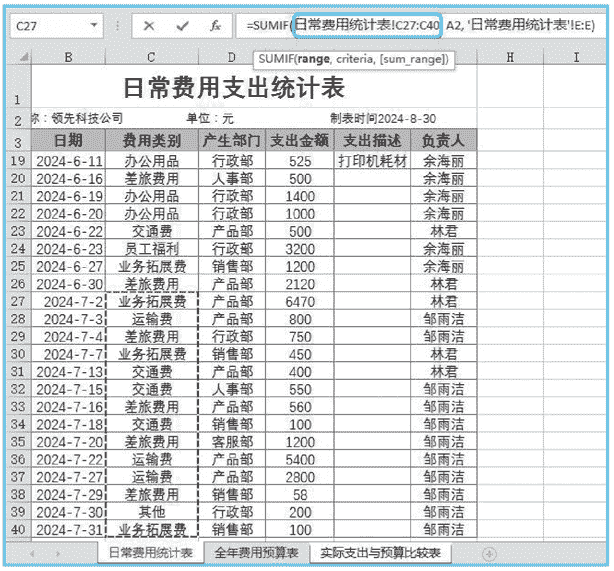 C27 fx =SUMIF(日常费用统计表!C27:C40, A2, '日常费用统计表'!E:E)
SUMIF(range, criteria, [sum_range])
B C D E F G H I
1 日常费用支出统计表
2 称：领先科技公司 单位：元 制表时间2024-8-30
3 日期 费用类别 产生部门 支出金额 支出描述 负责人
19 2024-6-11 办公用品 行政部 525 打印机耗材 余海丽
20 2024-6-16 差旅费用 人事部 500 余海丽
21 2024-6-19 办公用品 行政部 1400 余海丽
22 2024-6-20 办公用品 行政部 1000 余海丽
23 2024-6-22 交通费 产品部 500 林君
24 2024-6-23 员工福利 行政部 3200 余海丽
25 2024-6-27 业务拓展费 销售部 1200 余海丽
26 2024-6-30 差旅费用 产品部 2120 林君
27 2024-7-2 业务拓展费 产品部 6470 林君
28 2024-7-3 运输费 产品部 800 邹雨洁
29 2024-7-4 差旅费用 行政部 750 邹雨洁
30 2024-7-7 业务拓展费 销售部 450 林君
31 2024-7-13 交通费 产品部 400 林君
32 2024-7-15 交通费 人事部 550 邹雨洁
33 2024-7-16 差旅费用 产品部 560 邹雨洁
34 2024-7-18 交通费 销售部 100 邹雨洁
35 2024-7-20 差旅费用 客服部 1200 邹雨洁
36 2024-7-22 运输费 产品部 5400 邹雨洁
37 2024-7-27 运输费 产品部 2800 邹雨洁
38 2024-7-29 差旅费用 销售部 58 邹雨洁
39 2024-7-30 其他 行政部 200 邹雨洁
40 2024-7-31 业务拓展费 销售部 100 邹雨洁
日常费用统计表 全年费用预算表 实际支出与预算比较表